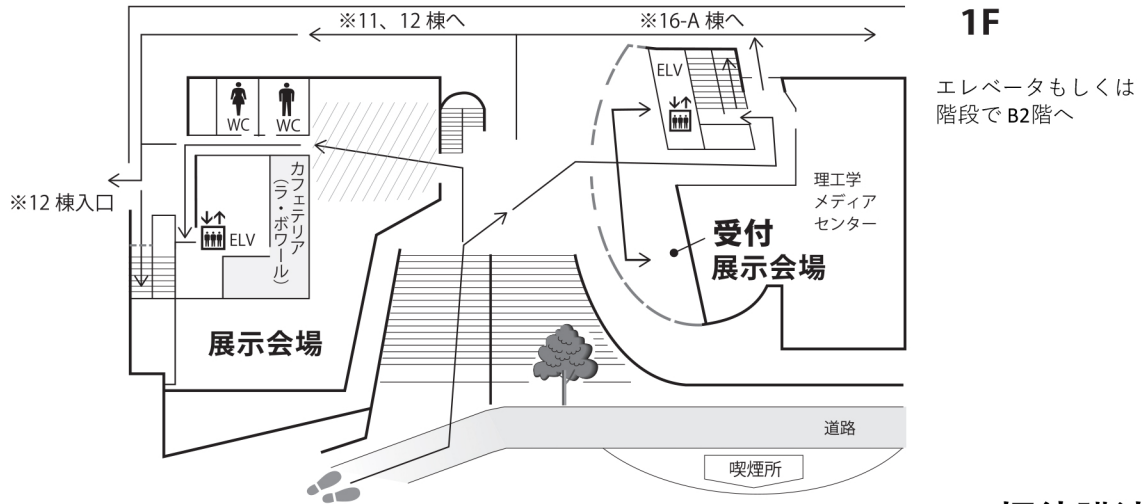 1F
エレベータもしくは
階段で B2階へ
※11、12 棟へ
※16-A 棟へ
ELV
WC
WC
※12 棟入口
カフェテリア
(ラ・ボワール)
ELV
理工学
メディア
センター
受付
展示会場
展示会場
道路
喫煙所